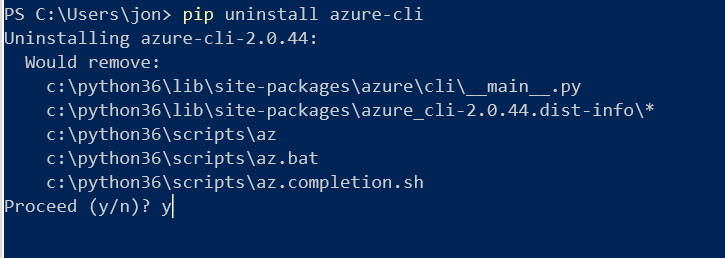 PS C:\Users\jon> pip uninstall azure-cli
Uninstalling azure-cli-2.0.44:
  Would remove:
    c:\python36\lib\site-packages\azure\cli\__main__.py
    c:\python36\lib\site-packages\azure_cli-2.0.44.dist-info\*
    c:\python36\scripts\az
    c:\python36\scripts\az.bat
    c:\python36\scripts\az.completion.sh
Proceed (y/n)? y